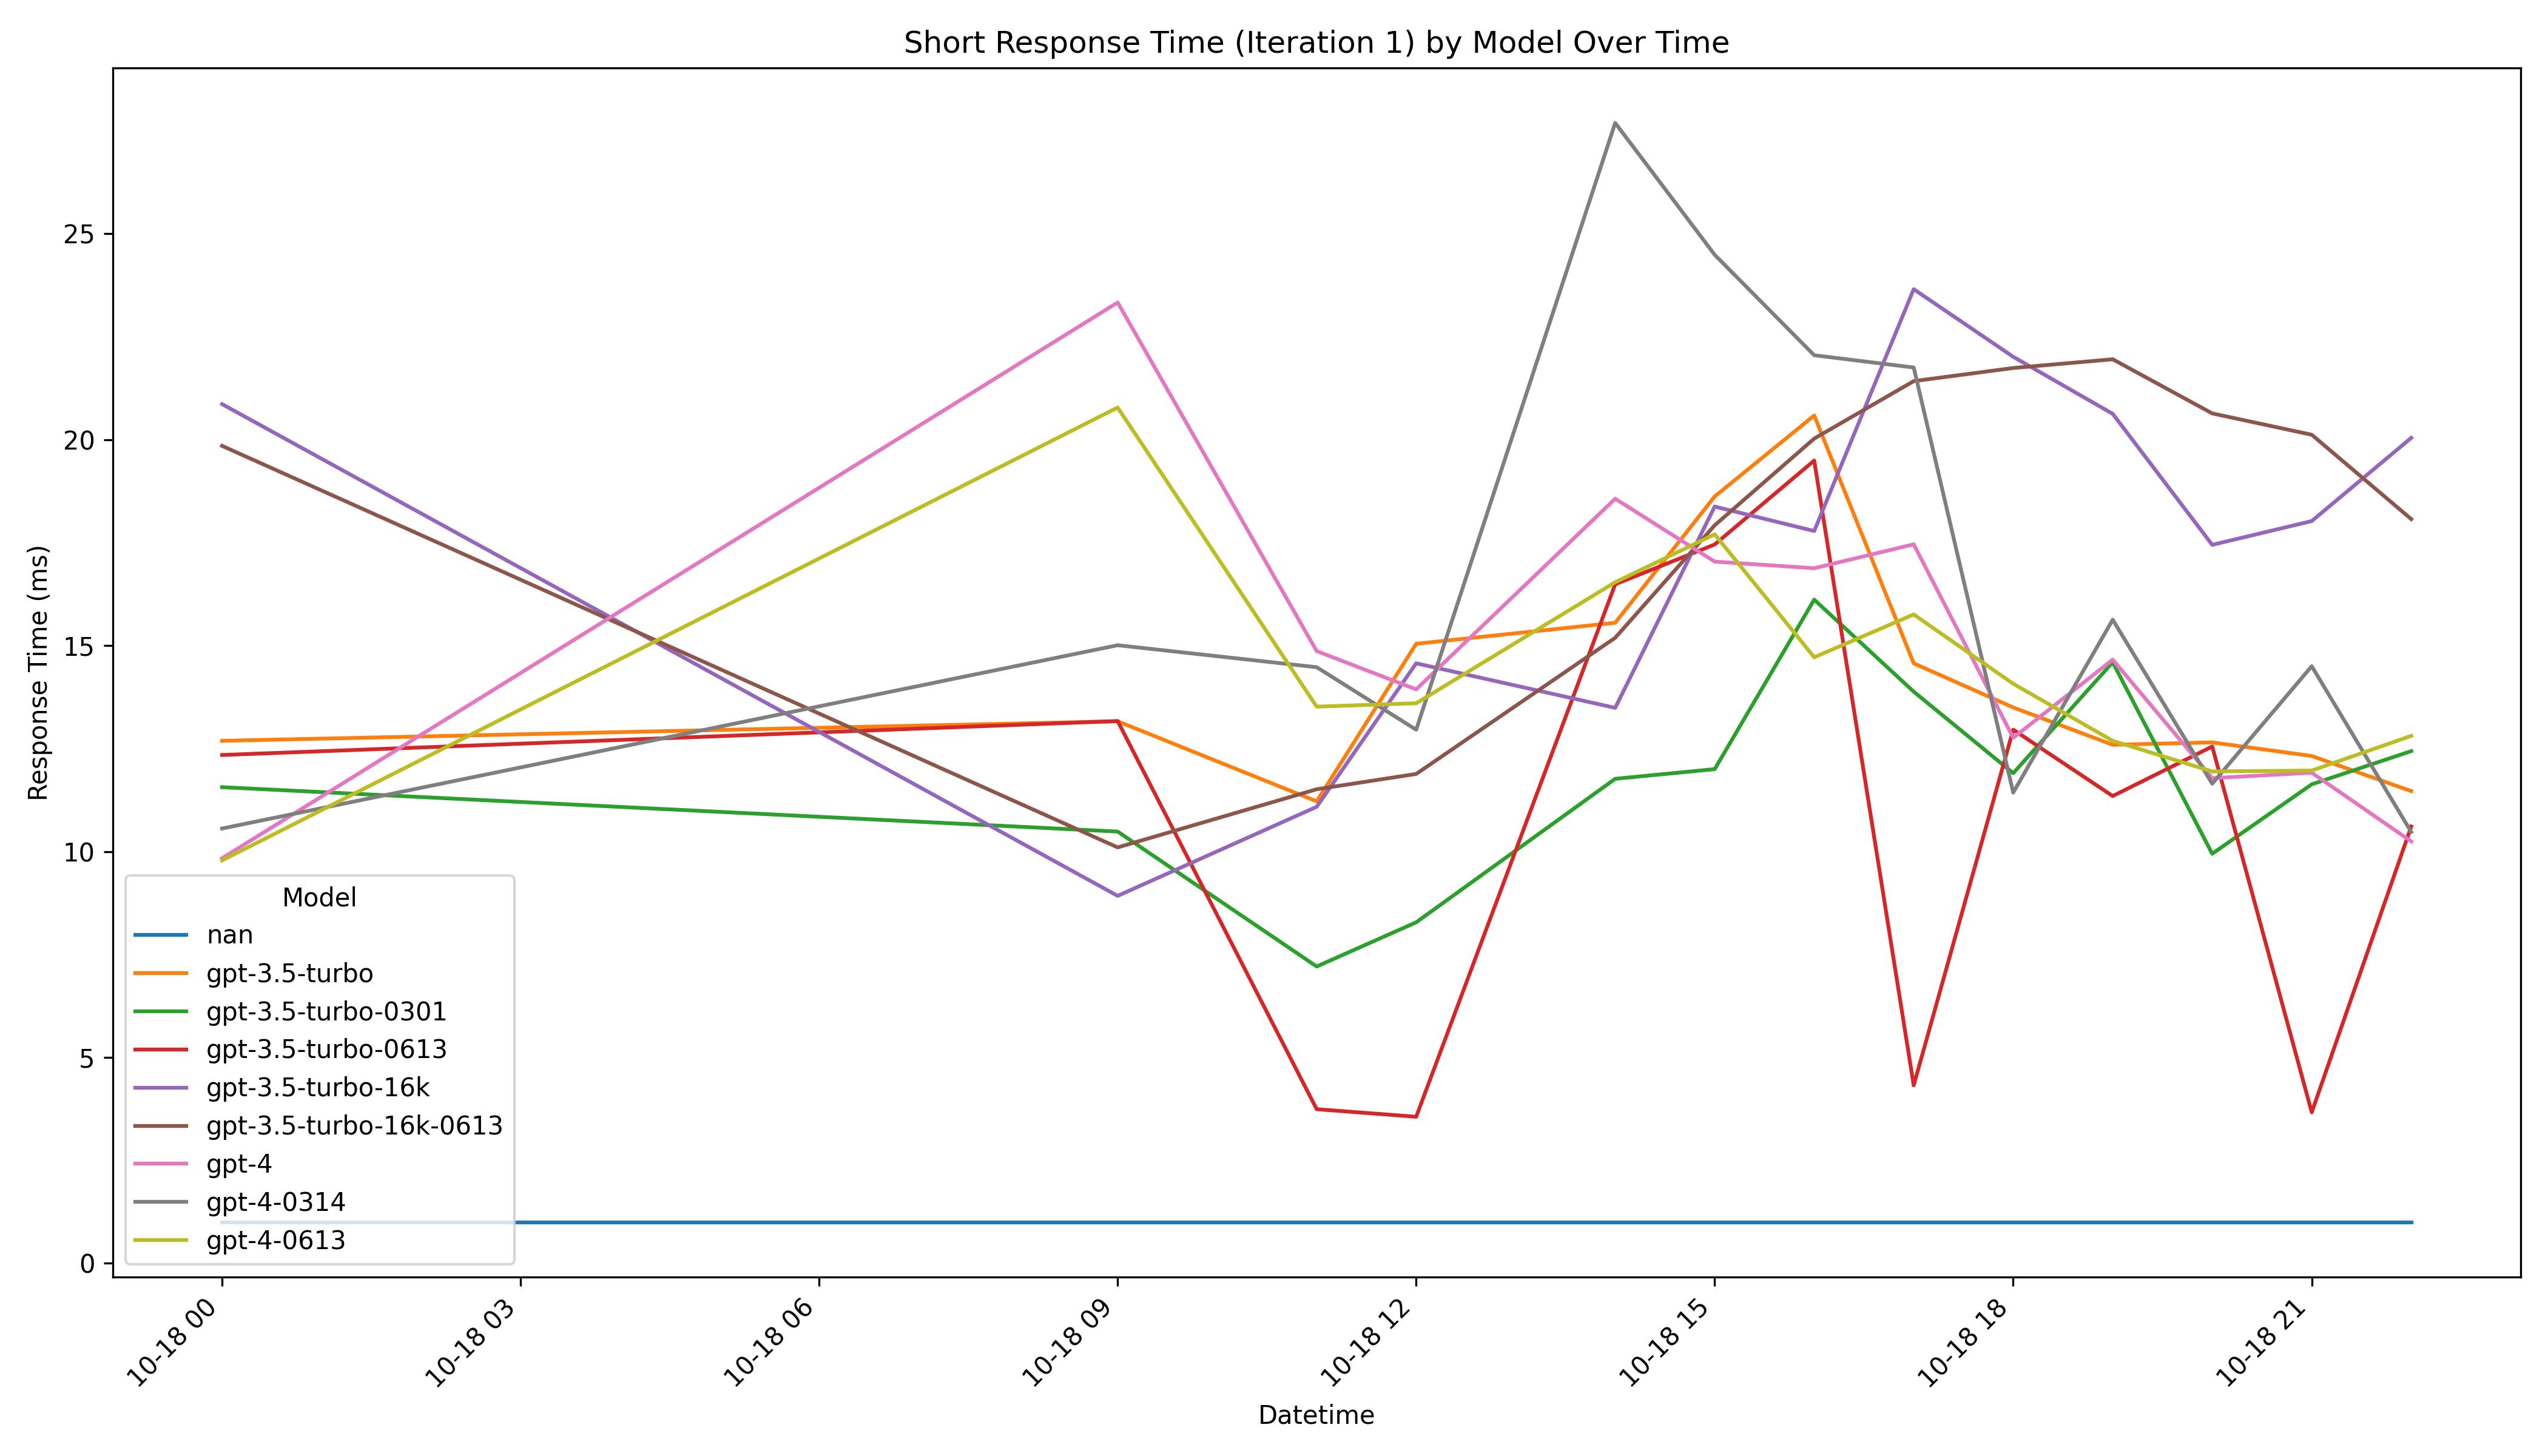 Short Response Time (Iteration 1) by Model Over Time
Response Time (ms)
25
20
15
10
5
0
Model
nan
gpt-3.5-turbo
gpt-3.5-turbo-0301
gpt-3.5-turbo-0613
gpt-3.5-turbo-16k
gpt-3.5-turbo-16k-0613
gpt-4
gpt-4-0314
gpt-4-0613
10-18 00
10-18 03
10-18 06
10-18 09
10-18 12
10-18 15
10-18 18
10-18 21
Datetime